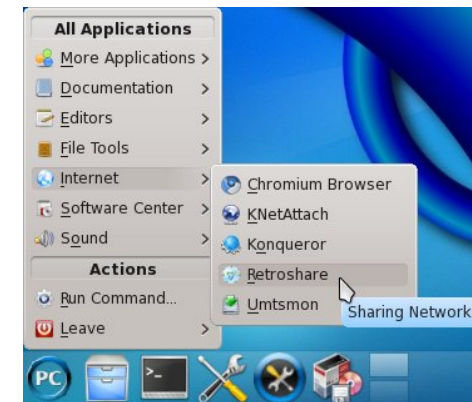 All Applications
More Applications >
Documentation >
Editors >
File Tools >
Internet >
Software Center >
Sound >
Actions
Run Command...
Leave >
Chromium Browser
KNetAttach
Konqueror
Retroshare
Umtsmon
Sharing Network
PC